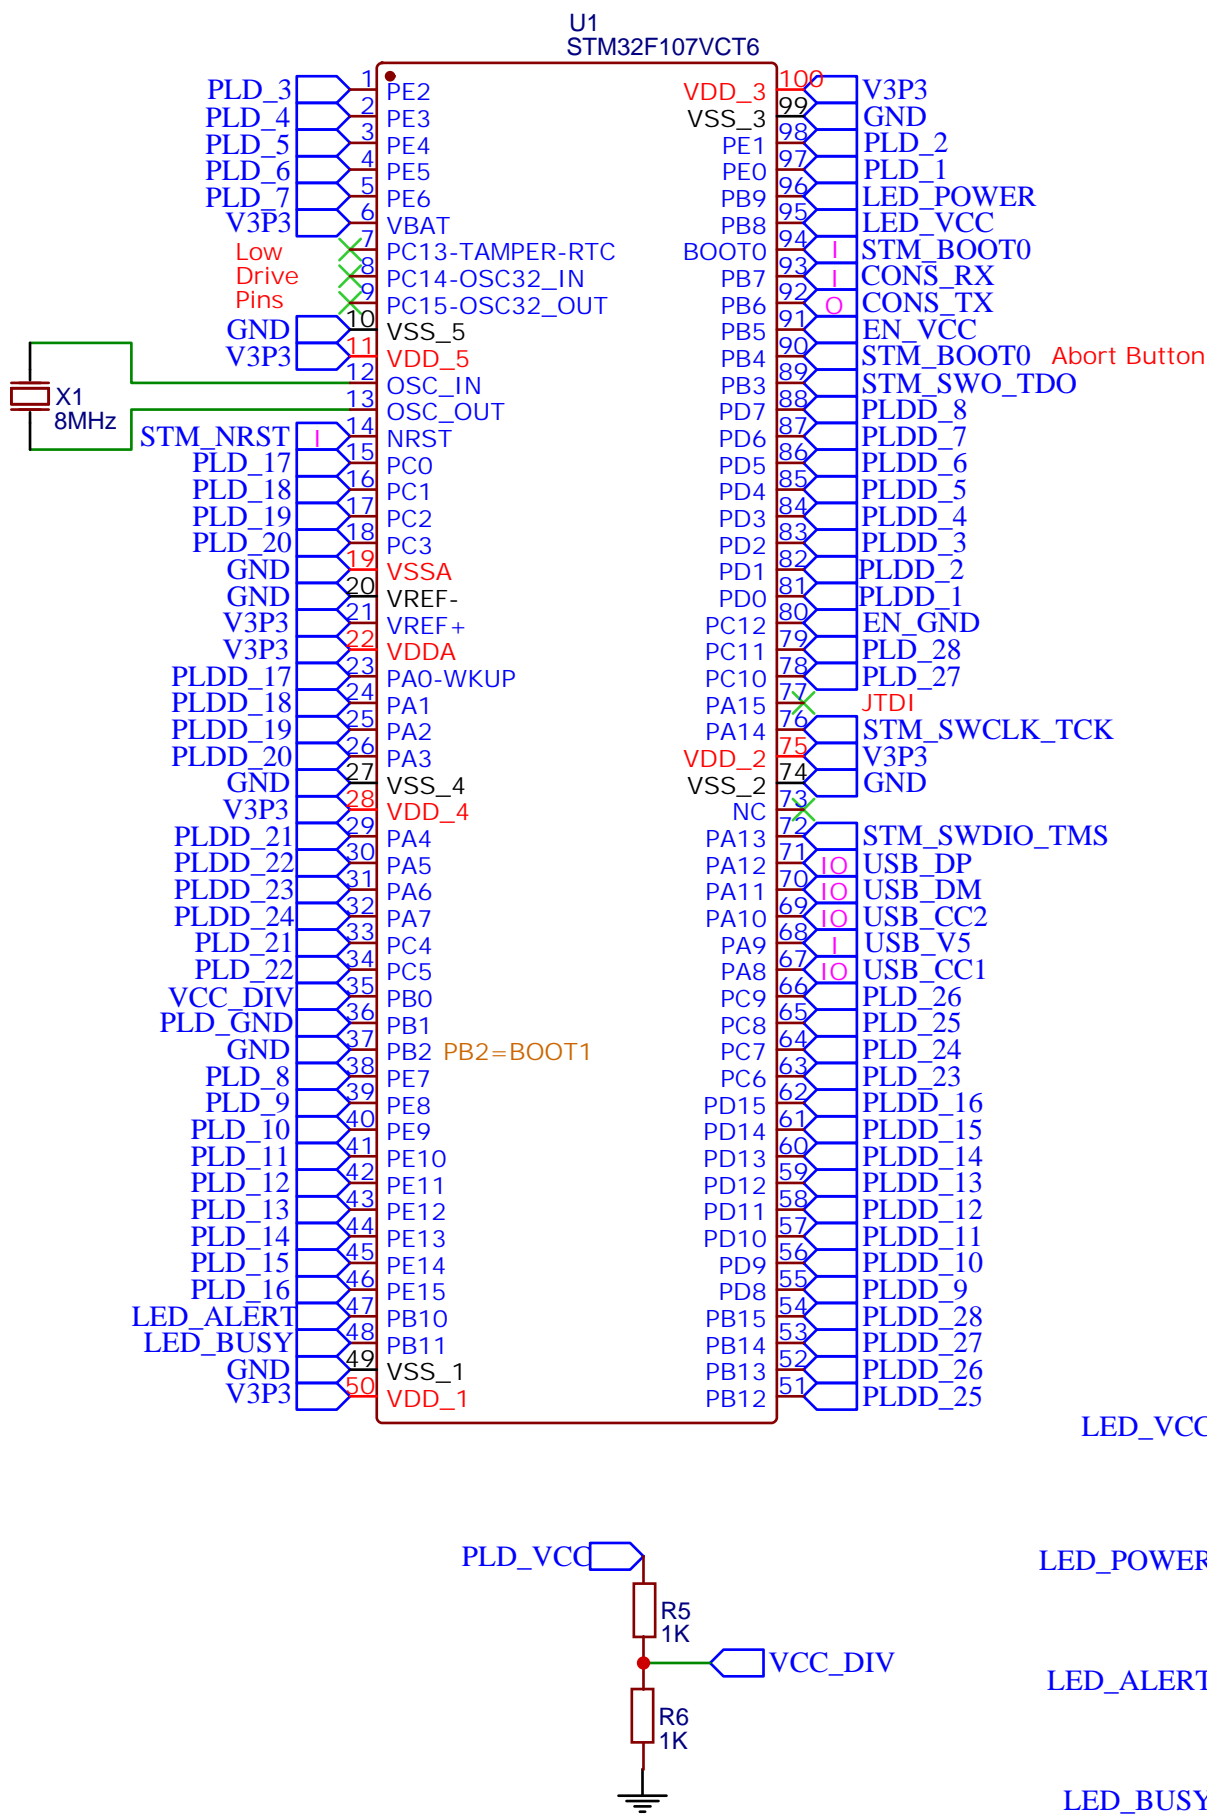 U1
STM32F107VCT6
PLD_3 1 PE2 VDD_3 100 V3P3
PLD_4 2 PE3 VSS_3 99 GND
PLD_5 3 PE4 PE1 98 PLD_2
PLD_6 4 PE5 PE0 97 PLD_1
PLD_7 5 PE6 PB9 96 LED_POWER
V3P3 6 VBAT PB8 95 LED_VCC
Low 7 PC13-TAMPER-RTC BOOT0 94 I STM_BOOT0
Drive 8 PC14-OSC32_IN PB7 93 I CONS_RX
Pins 9 PC15-OSC32_OUT PB6 92 O CONS_TX
GND 10 VSS_5 PB5 91 EN_VCC
V3P3 11 VDD_5 PB4 90 STM_BOOT0 Abort Button
12 OSC_IN PB3 89 STM_SWO_TDO
X1
8MHz
13 OSC_OUT PD7 88 PLDD_8
STM_NRST I 14 NRST PD6 87 PLDD_7
PLD_17 15 PC0 PD5 86 PLDD_6
PLD_18 16 PC1 PD4 85 PLDD_5
PLD_19 17 PC2 PD3 84 PLDD_4
PLD_20 18 PC3 PD2 83 PLDD_3
GND 19 VSSA PD1 82 PLDD_2
GND 20 VREF- PD0 81 PLDD_1
V3P3 21 VREF+ PC12 80 EN_GND
V3P3 22 VDDA PC11 79 PLD_28
PLDD_17 23 PA0-WKUP PC10 78 PLD_27
PLDD_18 24 PA1 PA15 77 JTDI
PLDD_19 25 PA2 PA14 76 STM_SWCLK_TCK
PLDD_20 26 PA3 VDD_2 75 V3P3
GND 27 VSS_4 VSS_2 74 GND
V3P3 28 VDD_4 NC 73
PLDD_21 29 PA4 PA13 72 STM_SWDIO_TMS
PLDD_22 30 PA5 PA12 71 IO USB_DP
PLDD_23 31 PA6 PA11 70 IO USB_DM
PLDD_24 32 PA7 PA10 69 IO USB_CC2
PLD_21 33 PC4 PA9 68 I USB_V5
PLD_22 34 PC5 PA8 67 IO USB_CC1
VCC_DIV 35 PB0 PC9 66 PLD_26
PLD_GND 36 PB1 PC8 65 PLD_25
GND 37 PB2 PB2=BOOT1 PC7 64 PLD_24
PLD_8 38 PE7 PC6 63 PLD_23
PLD_9 39 PE8 PD15 62 PLDD_16
PLD_10 40 PE9 PD14 61 PLDD_15
PLD_11 41 PE10 PD13 60 PLDD_14
PLD_12 42 PE11 PD12 59 PLDD_13
PLD_13 43 PE12 PD11 58 PLDD_12
PLD_14 44 PE13 PD10 57 PLDD_11
PLD_15 45 PE14 PD9 56 PLDD_10
PLD_16 46 PE15 PD8 55 PLDD_9
LED_ALERT 47 PB10 PB15 54 PLDD_28
LED_BUSY 48 PB11 PB14 53 PLDD_27
GND 49 VSS_1 PB13 52 PLDD_26
V3P3 50 VDD_1 PB12 51 PLDD_25
LED_VCC
PLD_VCC
LED_POWER
R5
1K
VCC_DIV
LED_ALERT
R6
1K
LED_BUSY